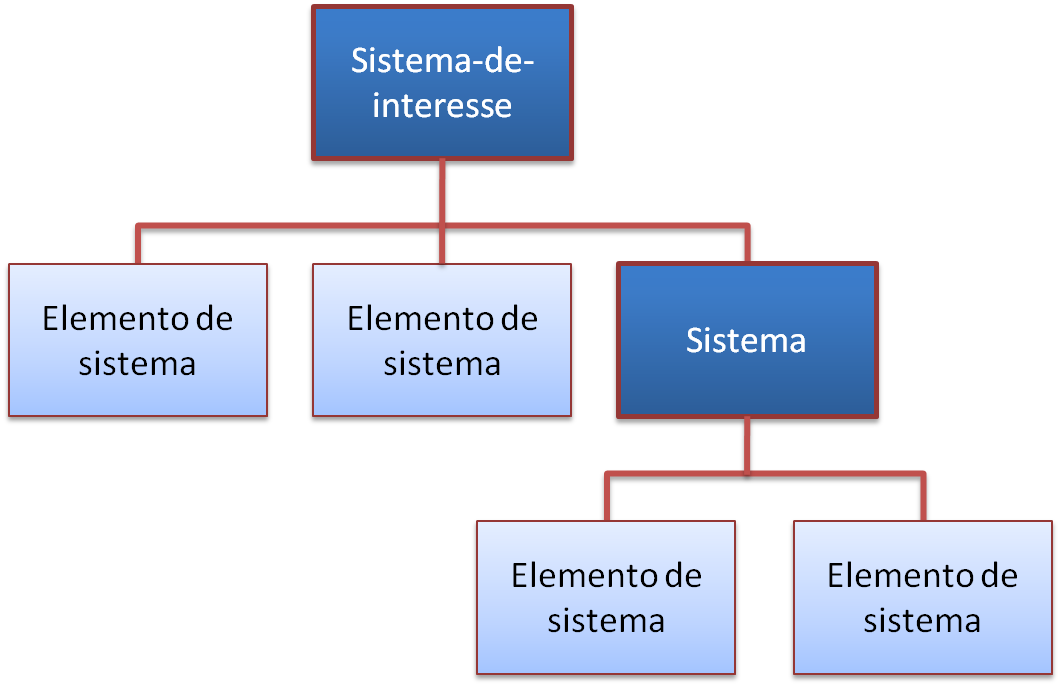 Sistema-de-
interesse
Elemento de
sistema
Elemento de
sistema
Sistema
Elemento de
sistema
Elemento de
sistema